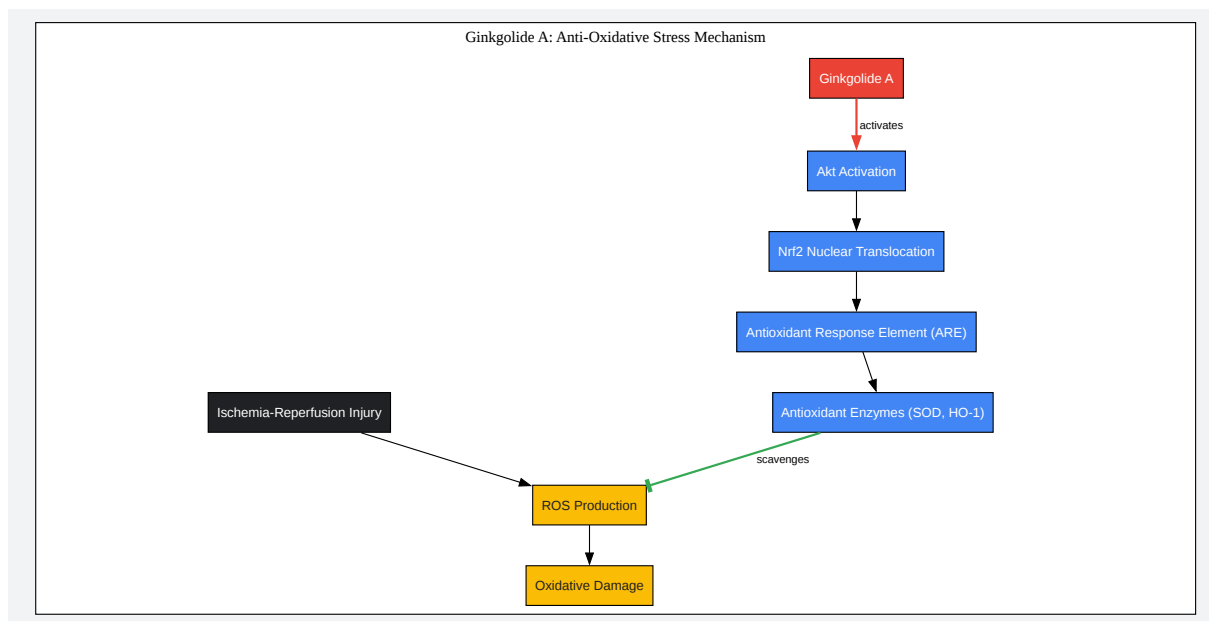 Ginkgolide A: Anti-Oxidative Stress Mechanism
Ginkgolide A
activates
Akt Activation
Nrf2 Nuclear Translocation
Antioxidant Response Element (ARE)
Ischemia-Reperfusion Injury
Antioxidant Enzymes (SOD, HO-1)
scavenges
ROS Production
Oxidative Damage